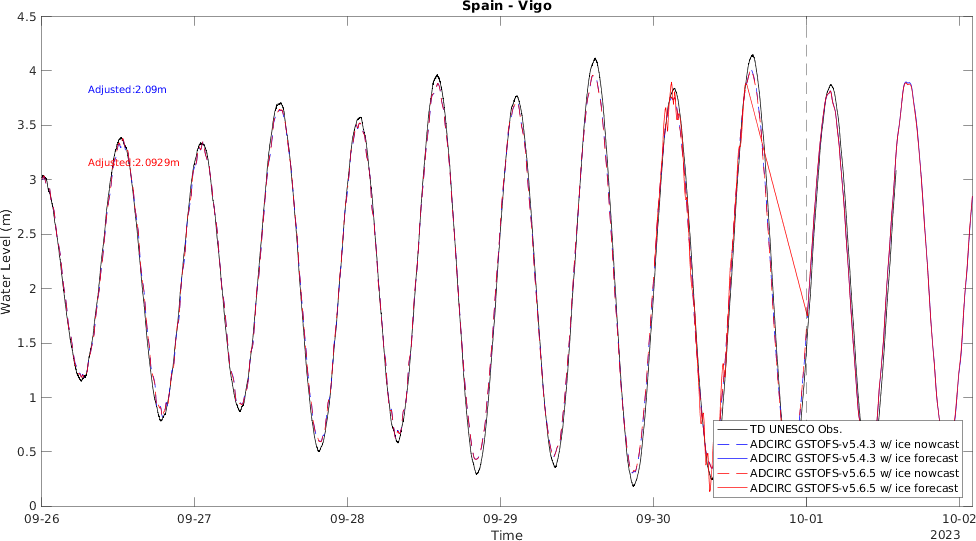 Spain - Vigo
4.5
4
3.5
3
2.5
2
1.5
1
0.5
0
Water Level (m)
Adjusted:2.09m
Adjusted:2.0929m
TD UNESCO Obs.
ADCIRC GSTOFS-v5.4.3 w/ ice nowcast
ADCIRC GSTOFS-v5.4.3 w/ ice forecast
ADCIRC GSTOFS-v5.6.5 w/ ice nowcast
ADCIRC GSTOFS-v5.6.5 w/ ice forecast
09-26 09-27 09-28 09-29 09-30 10-01 10-02
Time
2023